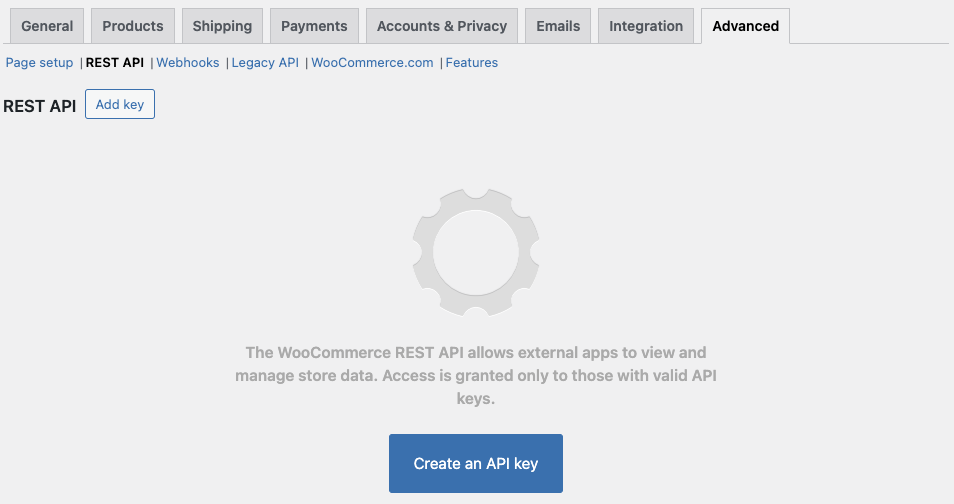 General Products Shipping Payments Accounts & Privacy Emails Integration Advanced
Page setup | REST API | Webhooks | Legacy API | WooCommerce.com | Features
REST API Add key
The WooCommerce REST API allows external apps to view and
manage store data. Access is granted only to those with valid API
keys.
Create an API key